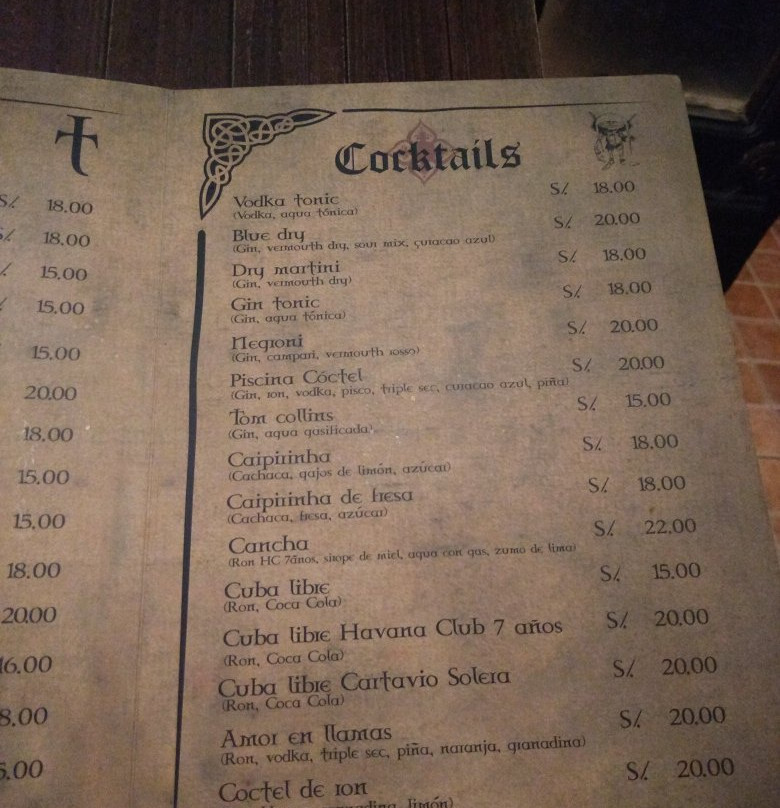 S/. 18.00
S/. 18.00
15.00
15.00
15.00
20.00
18.00
15.00
15.00
18.00
20.00
16.00
8.00
5.00
Cocktails
Vodka tonic S/. 18.00
(Vodka, agua tónica)
Blue dry S/. 20.00
(Gin, vermouth dry, sour mix, curacao azul)
Dry martini S/. 18.00
(Gin, vermouth dry)
Gin tonic S/. 18.00
(Gin, agua tónica)
Negroni S/. 20.00
(Gin, campari, vermouth rosso)
Piscina Cóctel S/. 20.00
(Gin, ron, vodka, pisco, triple sec, curacao azul, piña)
Tom collins S/. 15.00
(Gin, agua gasificada)
Caipirinha S/. 18.00
(Cachaca, gajos de limón, azúcar)
Caipirinha de fresa S/. 18.00
(Cachaca, fresa, azúcar)
Cancha S/. 22.00
(Ron HC 7años, sirope de miel, agua con gas, zumo de lima)
Cuba libre S/. 15.00
(Ron, Coca Cola)
Cuba libre Havana Club 7 años S/. 20.00
(Ron, Coca Cola)
Cuba libre Cartavio Solera S/. 20.00
(Ron, Coca Cola)
Amor en llamas S/. 20.00
(Ron, vodka, triple sec, piña, naranja, granadina)
Coctel de ron S/. 20.00
limón)